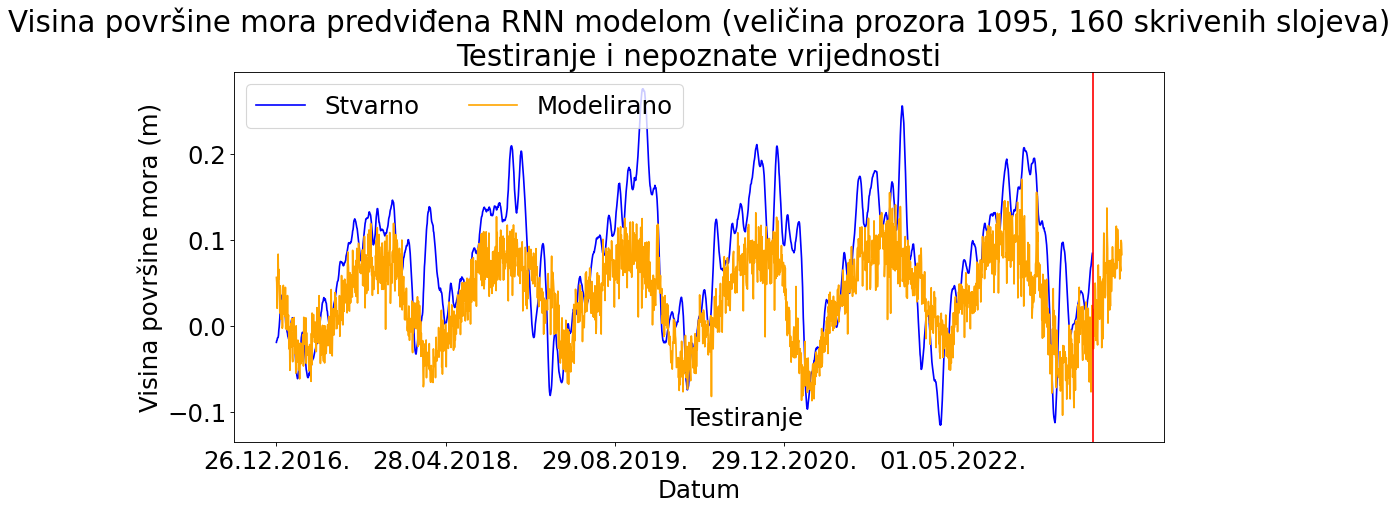 Visina površine mora predviđena RNN modelom (veličina prozora 1095, 160 skrivenih slojeva)
Testiranje i nepoznate vrijednosti
Stvarno Modelirano
Visina površine mora (m)
0.2
0.1
0.0
−0.1
Testiranje
26.12.2016. 28.04.2018. 29.08.2019. 29.12.2020. 01.05.2022.
Datum